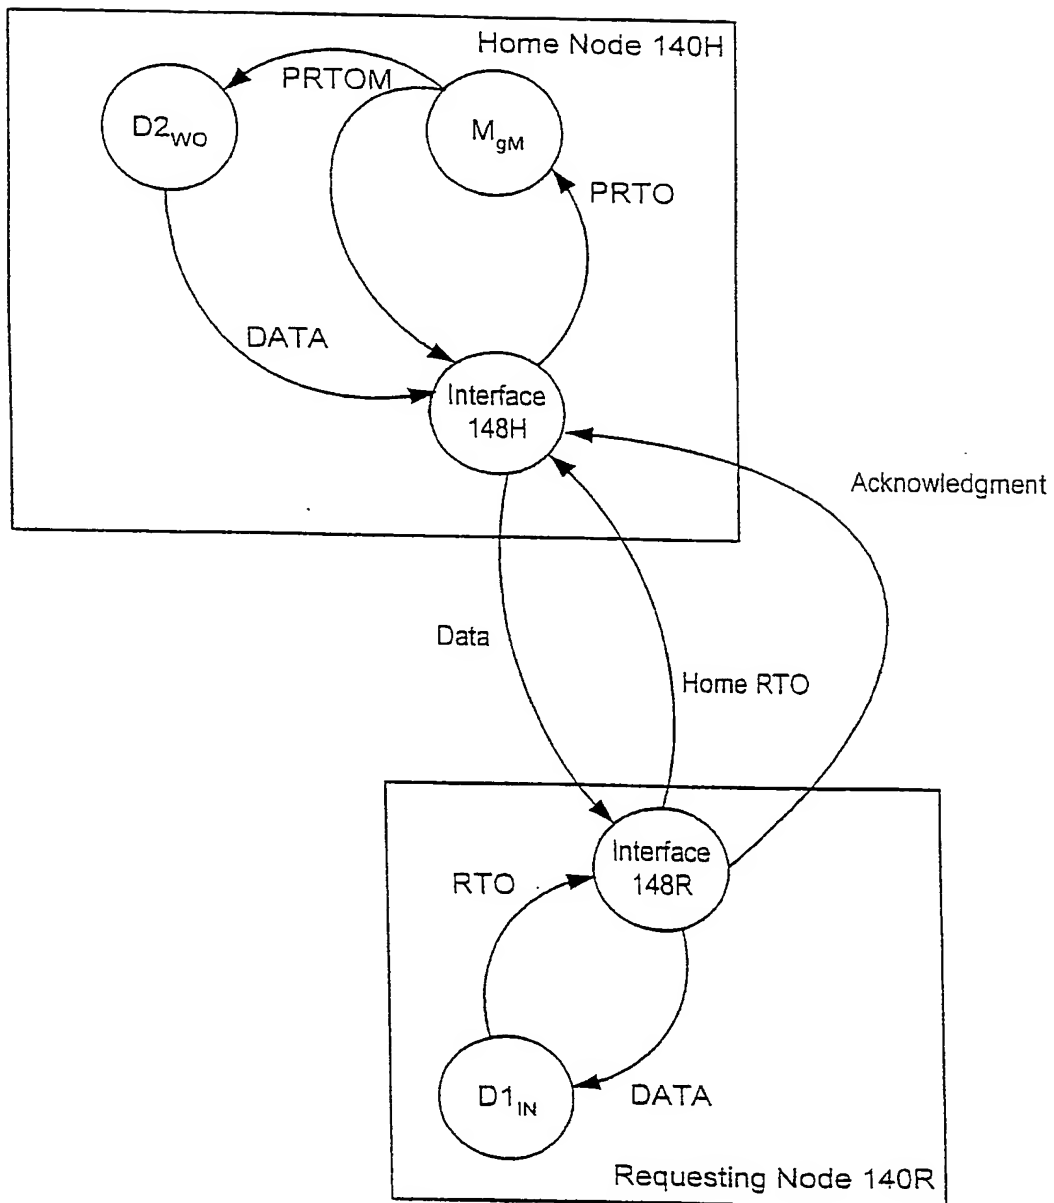 Home Node 140H
PRTOM
D2WO
MgM
PRTO
DATA
Interface
148H
Acknowledgment
Data
Home RTO
Interface
148R
RTO
D1IN
DATA
Requesting Node 140R